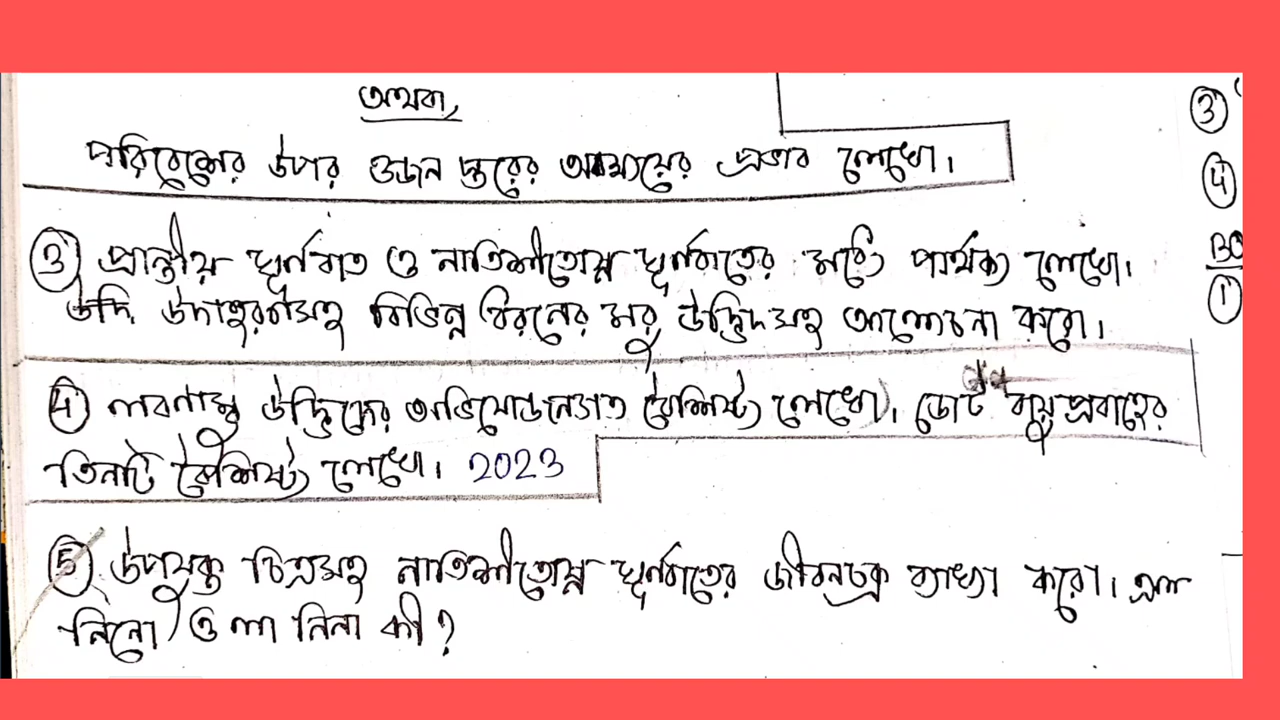 অথবা,
পরিবেশের উপর ওজন স্তরের অবক্ষয়ের প্রভাব লেখো।
③ প্রান্তীয় ঘূর্ণবাত ও নাতিশীতোষ্ণ ঘূর্ণবাতের মধ্যে পার্থক্য লেখো।
উদাহরণসহ বিভিন্ন ধরনের মরু উদ্ভিদসহ আলোচনা করো।
④ লবণাম্বু উদ্ভিদের অভিযোজনগত বৈশিষ্ট্য লেখো। জেট বায়ুপ্রবাহের
তিনটি বৈশিষ্ট্য লেখো। 2023
⑤ উপযুক্ত চিত্রসহ নাতিশীতোষ্ণ ঘূর্ণবাতের জীবনচক্র ব্যাখ্যা করো। এল
নিনো ও লা নিনা কী?
③
④
①